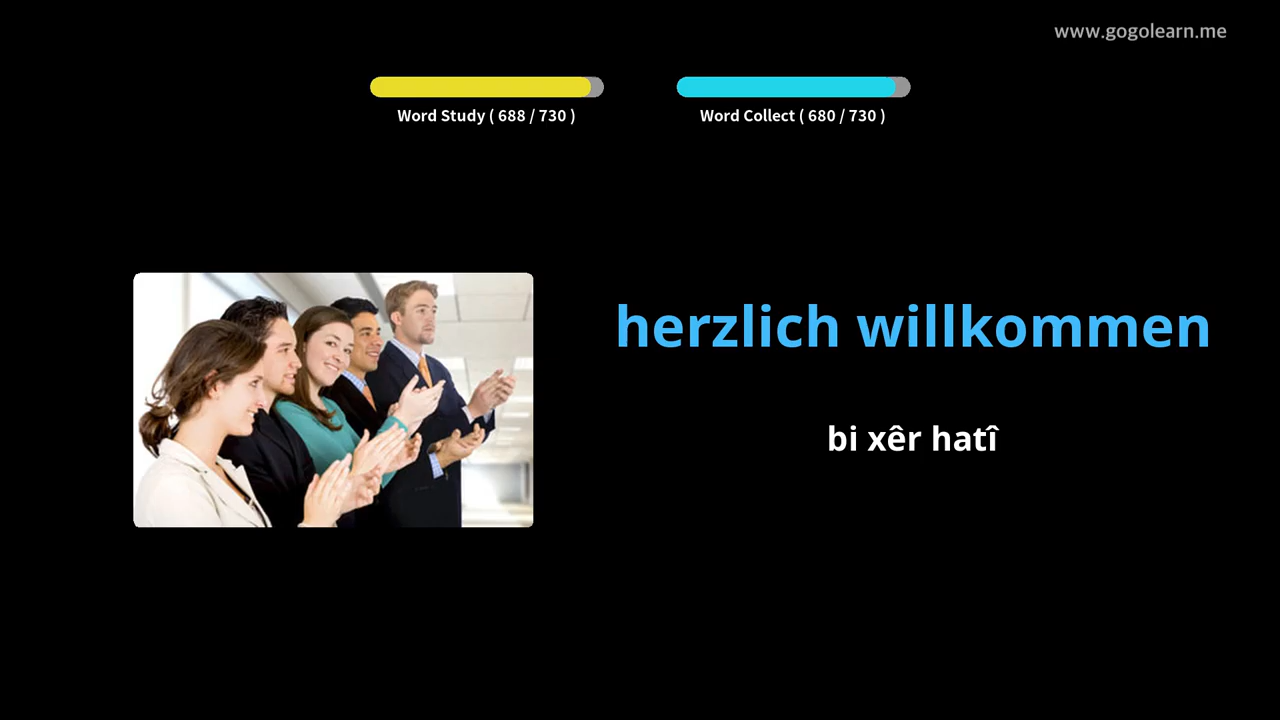 www.gogolearn.me
Word Study ( 688 / 730 )
Word Collect ( 680 / 730 )
herzlich willkommen
bi xêr hatî